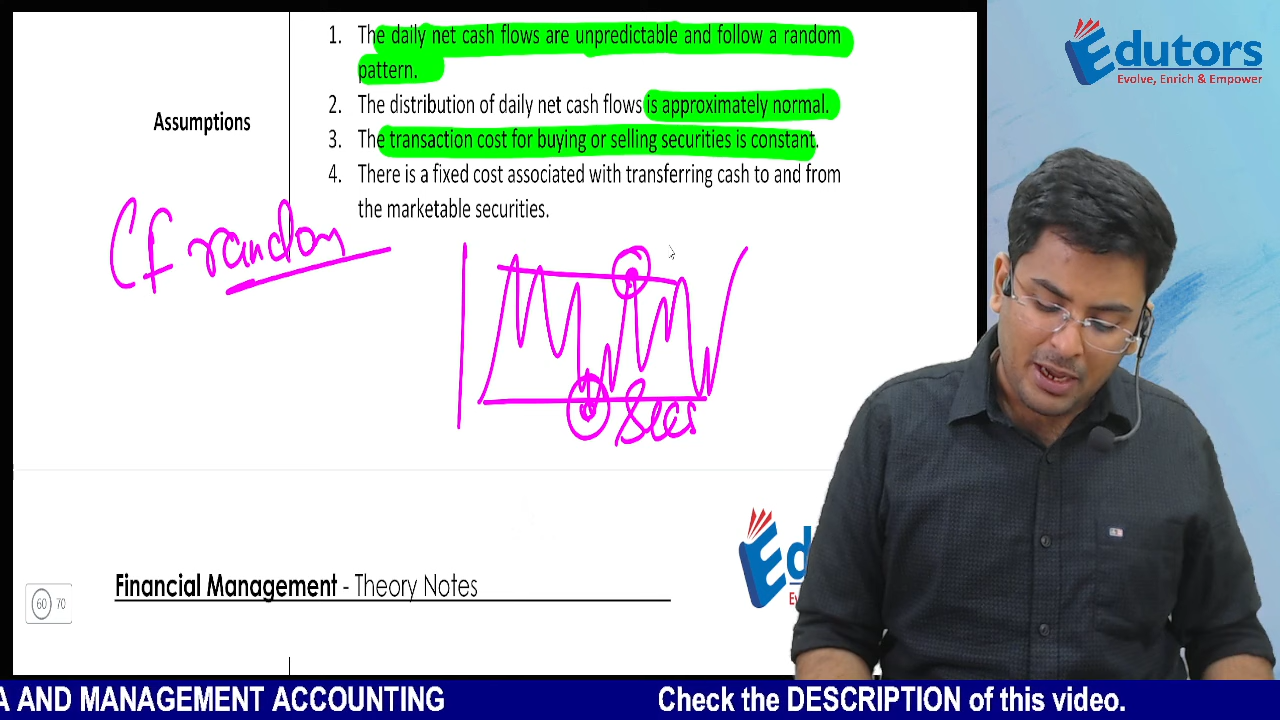 1. The daily net cash flows are unpredictable and follow a random
pattern.
2. The distribution of daily net cash flows is approximately normal.
Assumptions
3. The transaction cost for buying or selling securities is constant.
4. There is a fixed cost associated with transferring cash to and from
the marketable securities.
Cf random
Edutors
Evolve, Enrich & Empower
Financial Management - Theory Notes
60 70
A AND MANAGEMENT ACCOUNTING
Check the DESCRIPTION of this video.